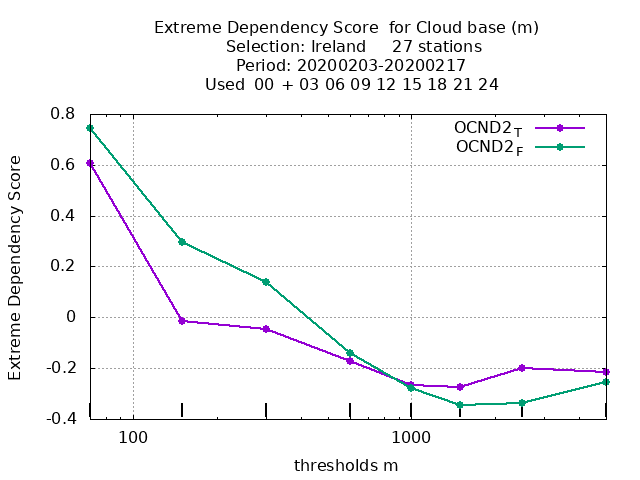 Extreme Dependency Score  for Cloud base (m)
Selection: Ireland     27 stations
Period: 20200203-20200217
Used  00 + 03 06 09 12 15 18 21 24
OCND2T
OCND2F
0.8
0.6
0.4
0.2
0
-0.2
-0.4
Extreme Dependency Score
100 1000
thresholds m